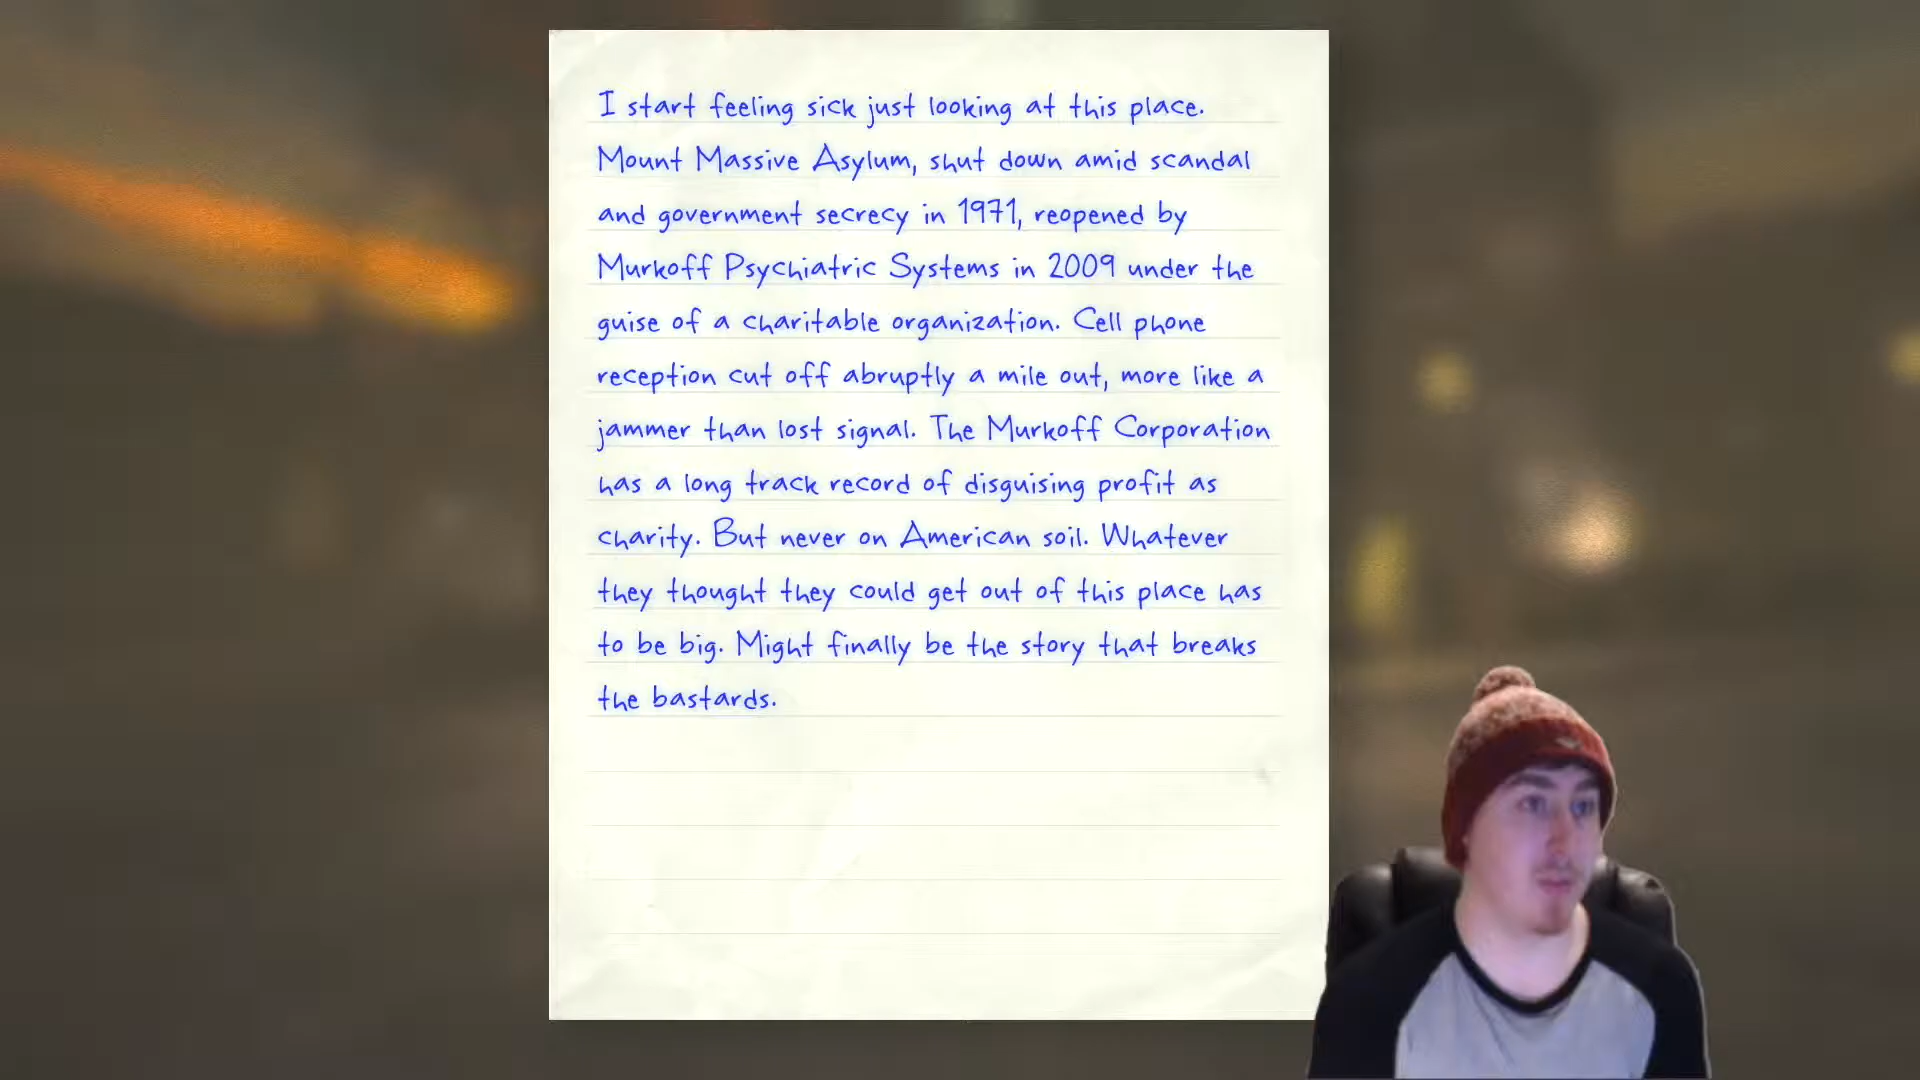 I start feeling sick just looking at this place.
Mount Massive Asylum, shut down amid scandal
and government secrecy in 1971, reopened by
Murkoff Psychiatric Systems in 2009 under the
guise of a charitable organization. Cell phone
reception cut off abruptly a mile out, more like a
jammer than lost signal. The Murkoff Corporation
has a long track record of disguising profit as
charity. But never on American soil. Whatever
they thought they could get out of this place has
to be big. Might finally be the story that breaks
the bastards.